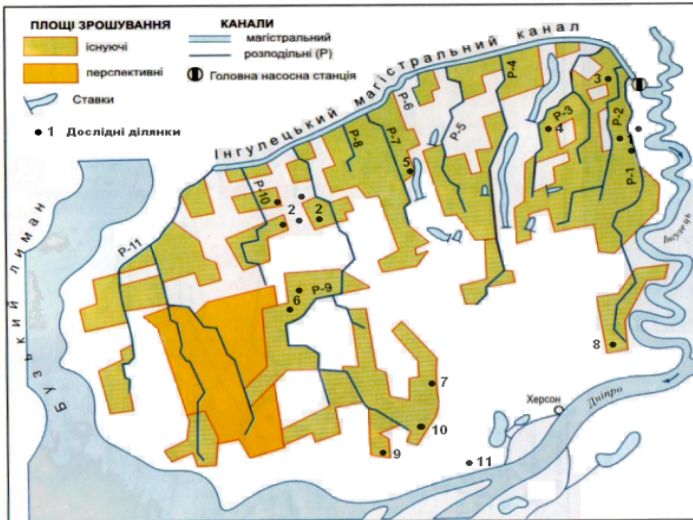 ПЛОЩІ ЗРОШУВАННЯ
існуючі
перспективні
Ставки
1 Дослідні ділянки
КАНАЛИ
магістральний
розподільні (Р)
Головна насосна станція
Інгулецький магістральний канал
Р-4
3
Р-6
Р-5
Р-3
4
Р-2
1
Р-7
Р-8
5
Р-1
Р-10
2
2
Інгулець
Р-11
Бузький лиман
Р-9
6
8
7
Херсон
Дніпро
10
9
11